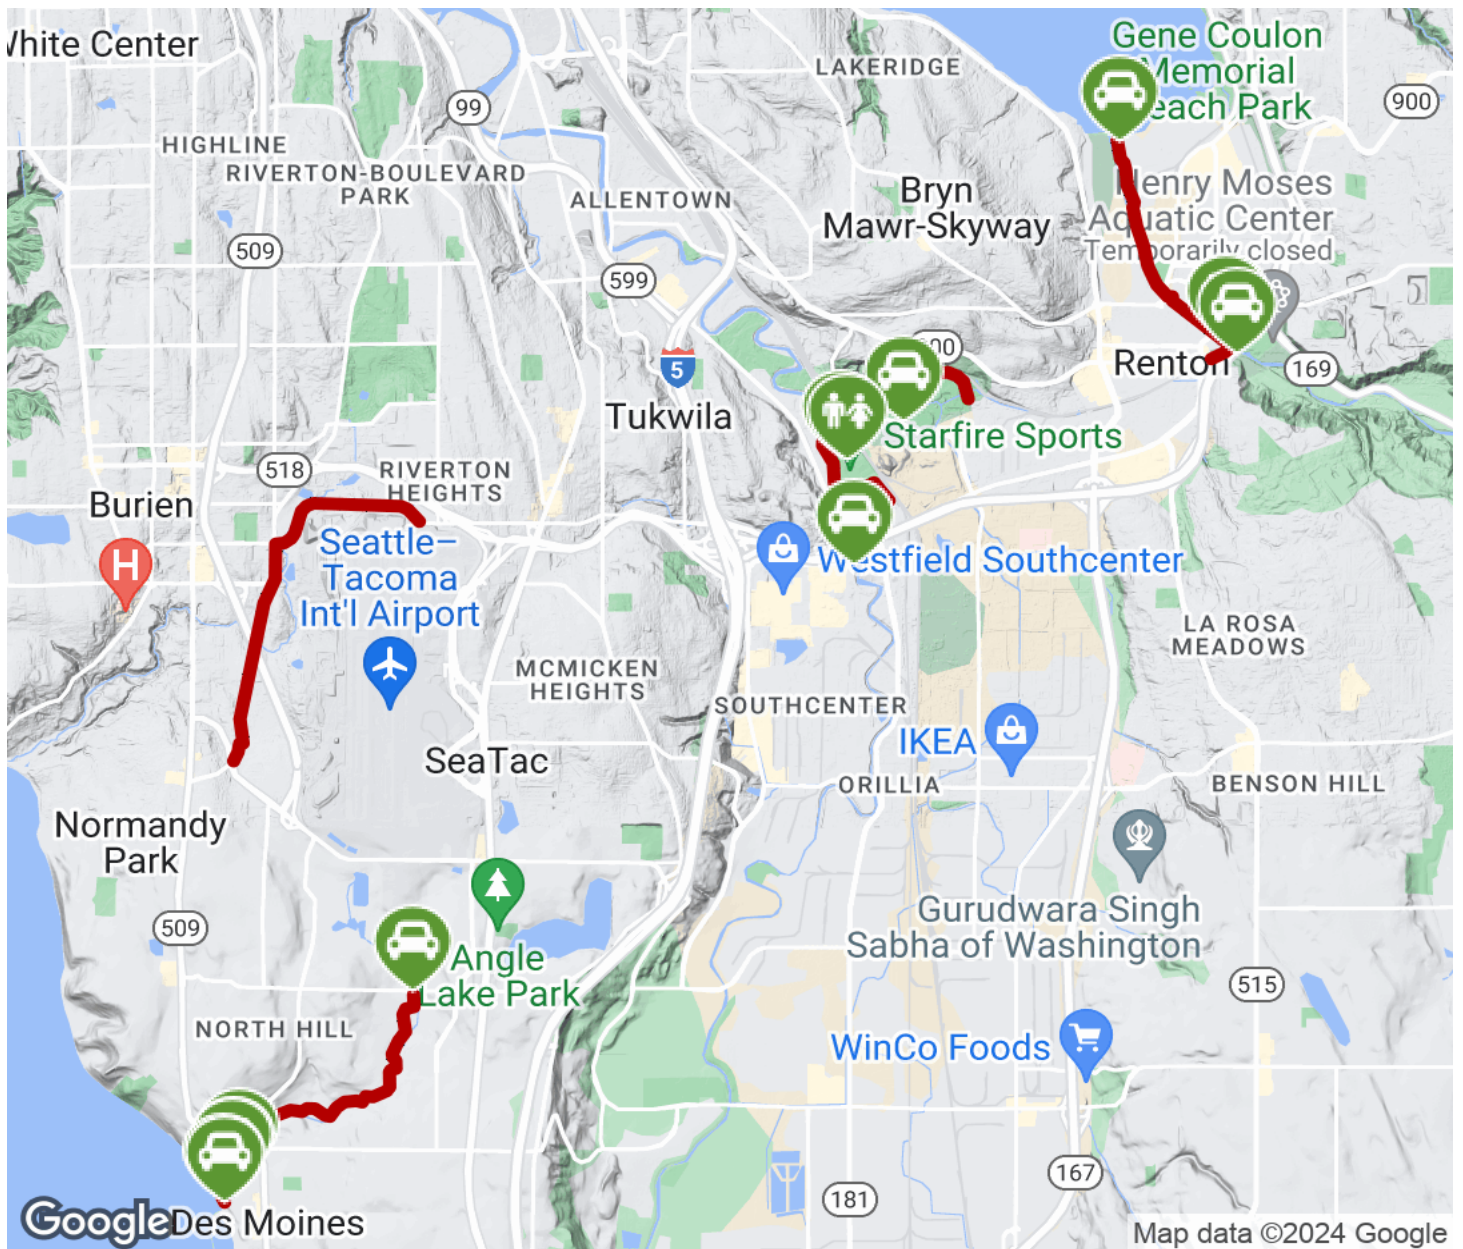 White Center
Gene Coulon
Memorial
Beach Park
LAKERIDGE
900
99
HIGHLINE
RIVERTON-BOULEVARD
PARK
ALLENTOWN
Bryn
Mawr-Skyway
Henry Moses
Aquatic Center
Temporarily closed
509
599
5
Renton
169
Tukwila
Starfire Sports
518
RIVERTON
HEIGHTS
Burien
H
Seattle–
Tacoma
Int'l Airport
Westfield Southcenter
LA ROSA
MEADOWS
MCMICKEN
HEIGHTS
SOUTHCENTER
IKEA
SeaTac
ORILLIA
BENSON HILL
Normandy
Park
509
Gurudwara Singh
Sabha of Washington
Angle
Lake Park
515
NORTH HILL
WinCo Foods
167
181
Google
Des Moines
Map data ©2024 Google